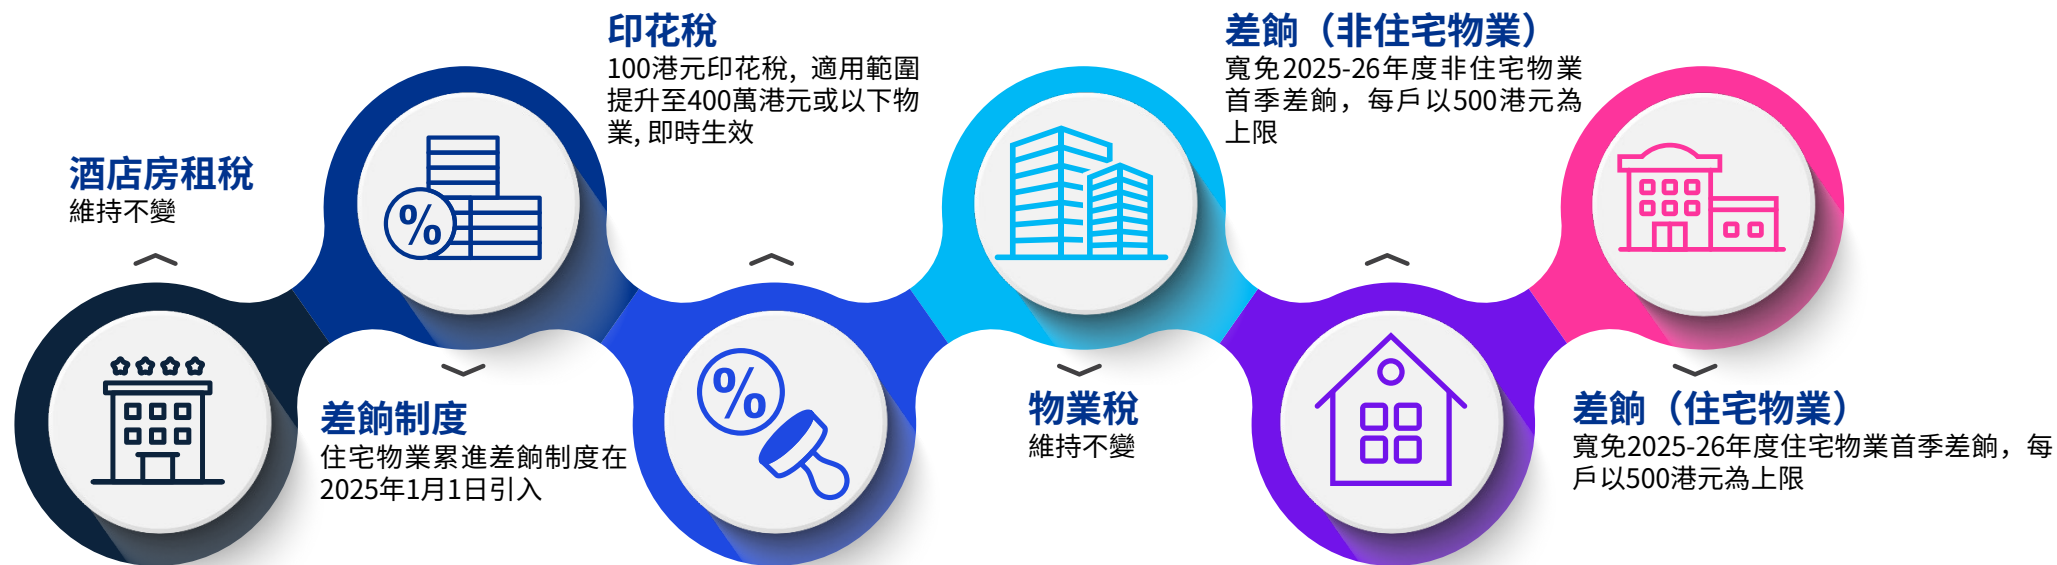 酒店房租稅
維持不變
差餉制度
住宅物業累進差餉制度在
2025年1月1日引入
印花稅
100港元印花稅, 適用範圍
提升至400萬港元或以下物
業, 即時生效
物業稅
維持不變
差餉（非住宅物業）
寬免2025-26年度非住宅物業
首季差餉，每戶以500港元為
上限
差餉（住宅物業）
寬免2025-26年度住宅物業首季差餉，每
戶以500港元為上限
%
%